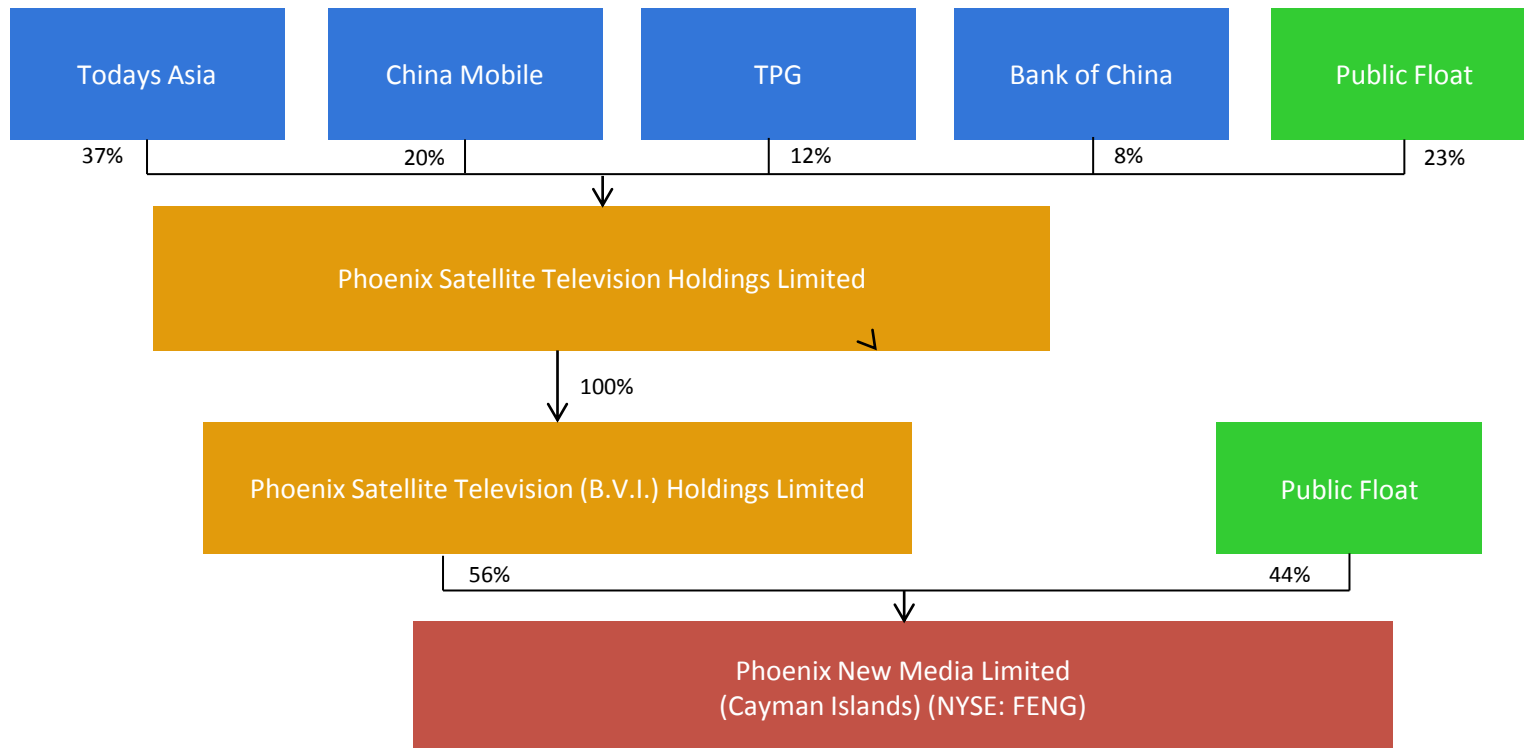 Todays Asia
China Mobile
TPG
Bank of China
Public Float
37%
20%
12%
8%
23%
Phoenix Satellite Television Holdings Limited
100%
Phoenix Satellite Television (B.V.I.) Holdings Limited
Public Float
56%
44%
Phoenix New Media Limited
(Cayman Islands) (NYSE: FENG)